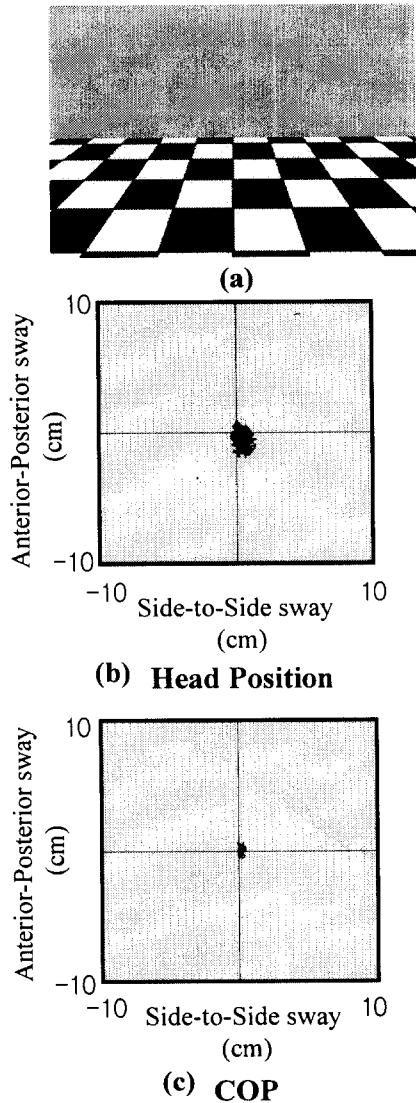 (a)
10
Anterior-Posterior sway
(cm)
-10
-10
10
Side-to-Side sway
(cm)
(b) Head Position
10
Anterior-Posterior sway
(cm)
-10
-10
10
Side-to-Side sway
(cm)
(c) COP